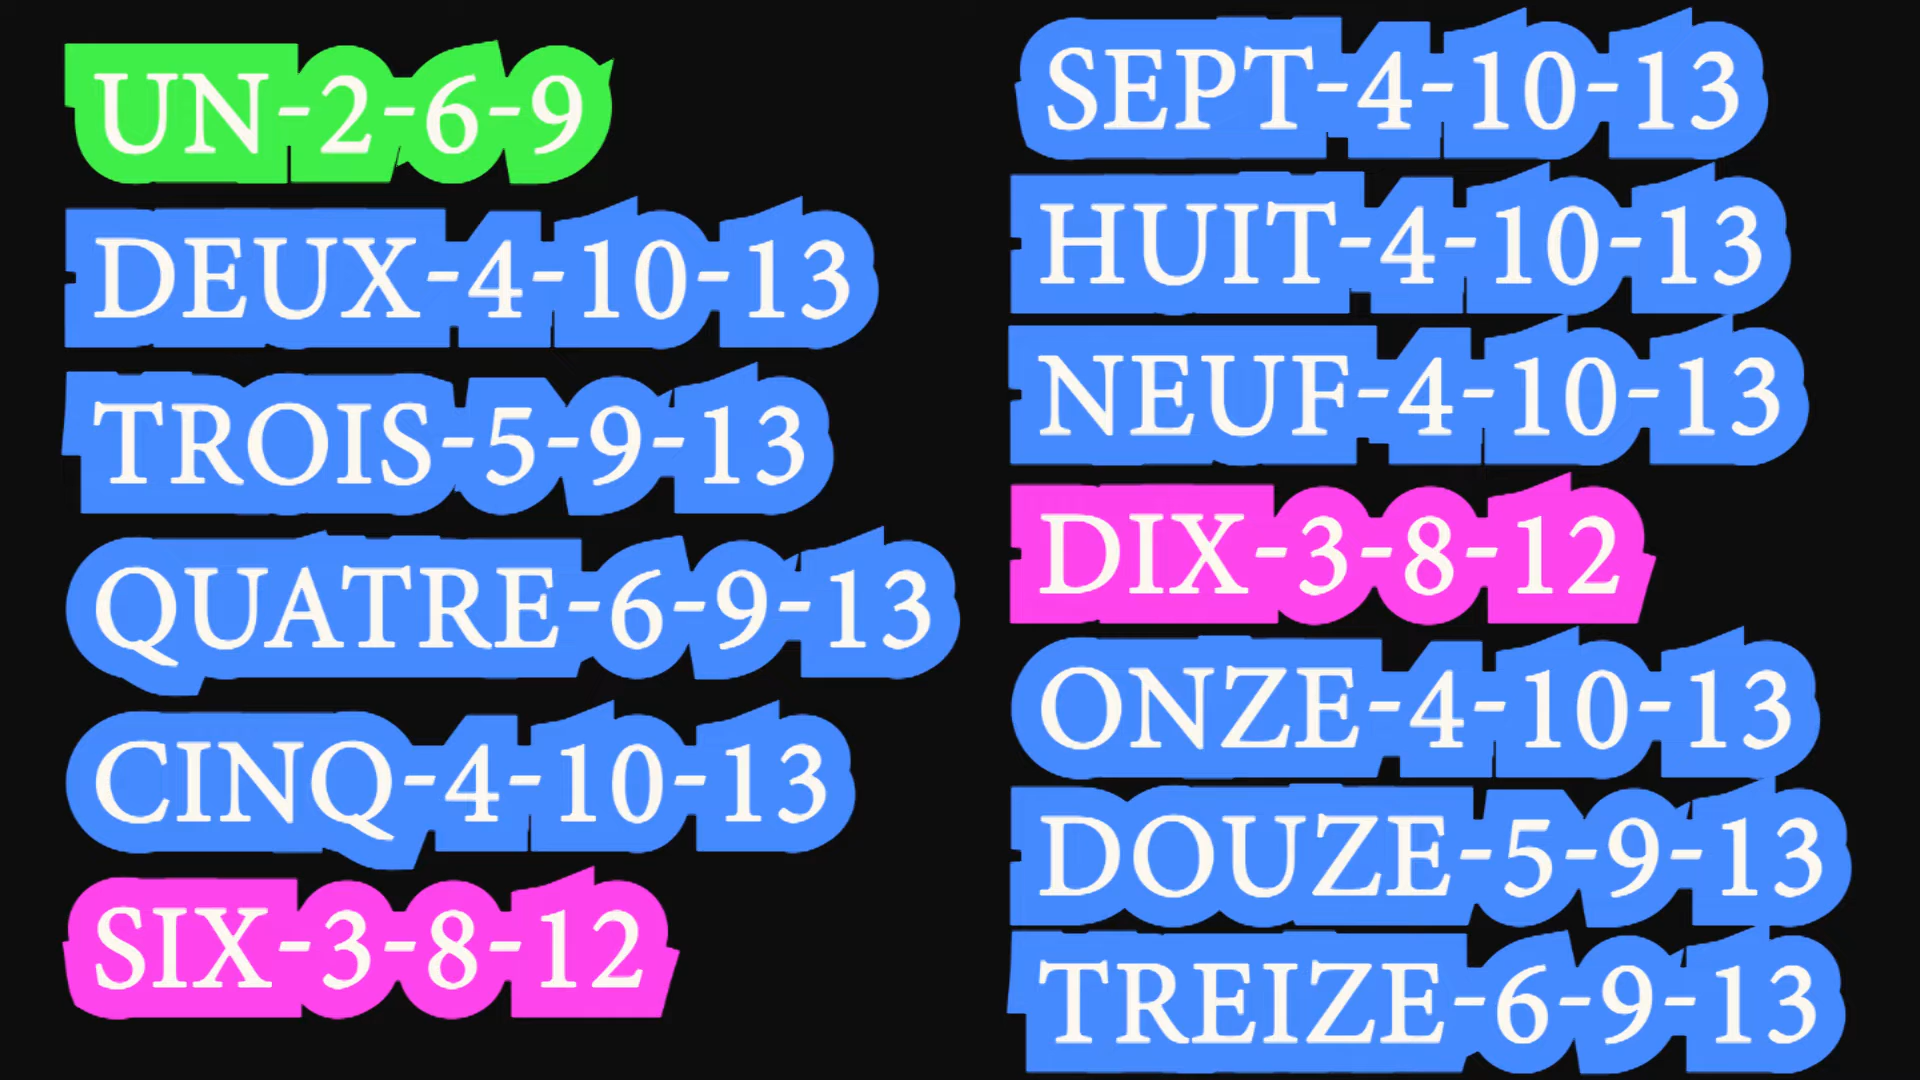 UN-2-6-9
DEUX-4-10-13
TROIS-5-9-13
QUATRE-6-9-13
CINQ-4-10-13
SIX-3-8-12
SEPT-4-10-13
HUIT-4-10-13
NEUF-4-10-13
DIX-3-8-12
ONZE-4-10-13
DOUZE-5-9-13
TREIZE-6-9-13